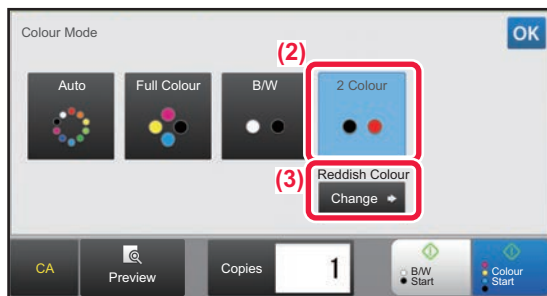 Colour Mode
OK
(2)
Auto
Full Colour
B/W
2 Colour
(3)
Reddish Colour
Change
CA
Preview
Copies
1
B/W
Start
Colour
Start